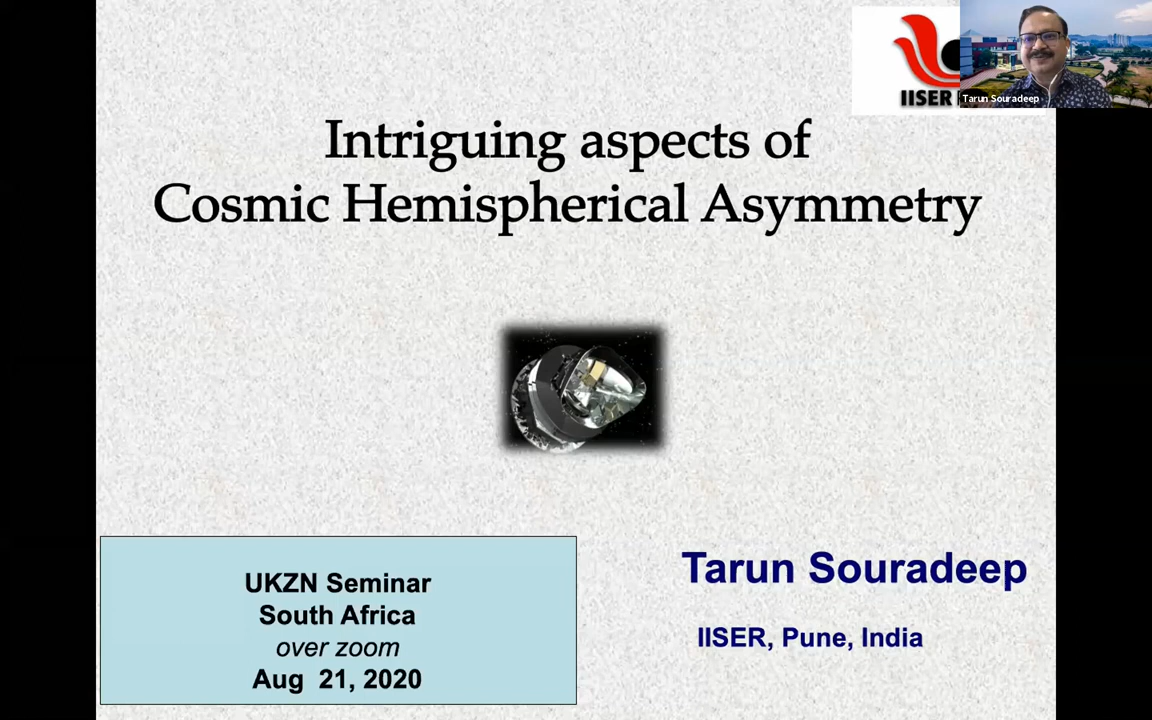 IISER
Tarun Souradeep
Intriguing aspects of
Cosmic Hemispherical Asymmetry
UKZN Seminar
South Africa
over zoom
Aug 21, 2020
Tarun Souradeep
IISER, Pune, India